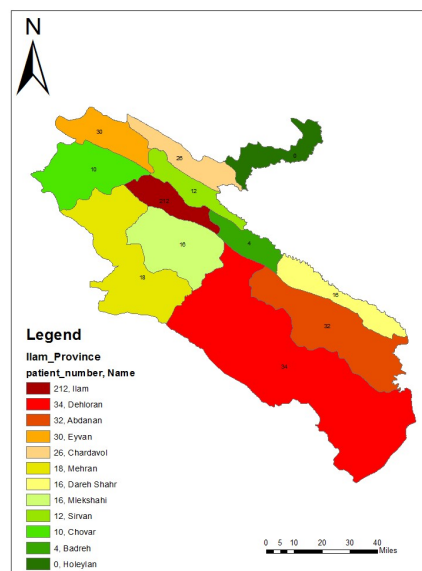 N
30
26
10
12
212
0
4
16
18
16
32
34
Legend
Ilam_Province
patient_number, Name
212, Ilam
34, Dehloran
32, Abdanan
30, Eyvan
26, Chardavol
18, Mehran
16, Dareh Shahr
16, Mlekshahi
12, Sirvan
10, Chovar
4, Badreh
0, Holeylan
0 5 10 20 30 40
Miles